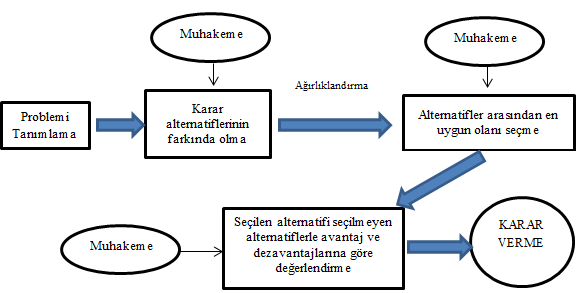 Muhakeme
Muhakeme
Problemi
Tanımlama
Karar
alternatiflerinin
farkında olma
Ağırlıklandırma
Alternatifler arasından en
uygun olanı seçme
Muhakeme
Seçilen alternatifi seçilmeyen
alternatiflerle avantaj ve
dezavantajlarına göre
değerlendirme
KARAR
VERME